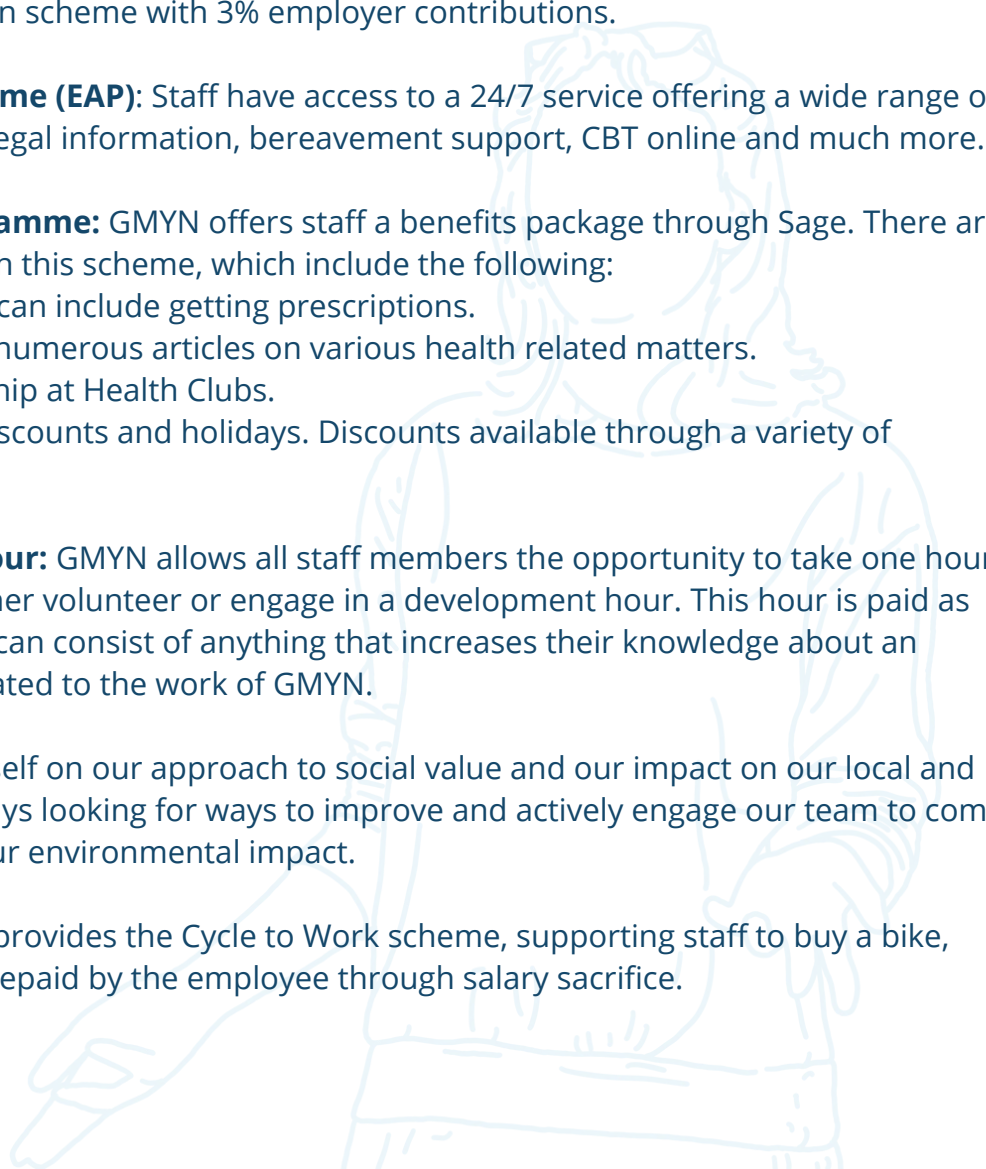 n scheme with 3% employer contributions.
me (EAP): Staff have access to a 24/7 service offering a wide range o
egal information, bereavement support, CBT online and much more.
amme: GMYN offers staff a benefits package through Sage. There ar
n this scheme, which include the following:
can include getting prescriptions.
numerous articles on various health related matters.
hip at Health Clubs.
scounts and holidays. Discounts available through a variety of
our: GMYN allows all staff members the opportunity to take one hour
her volunteer or engage in a development hour. This hour is paid as
can consist of anything that increases their knowledge about an
ated to the work of GMYN.
self on our approach to social value and our impact on our local and
ys looking for ways to improve and actively engage our team to com
ur environmental impact.
provides the Cycle to Work scheme, supporting staff to buy a bike,
epaid by the employee through salary sacrifice.